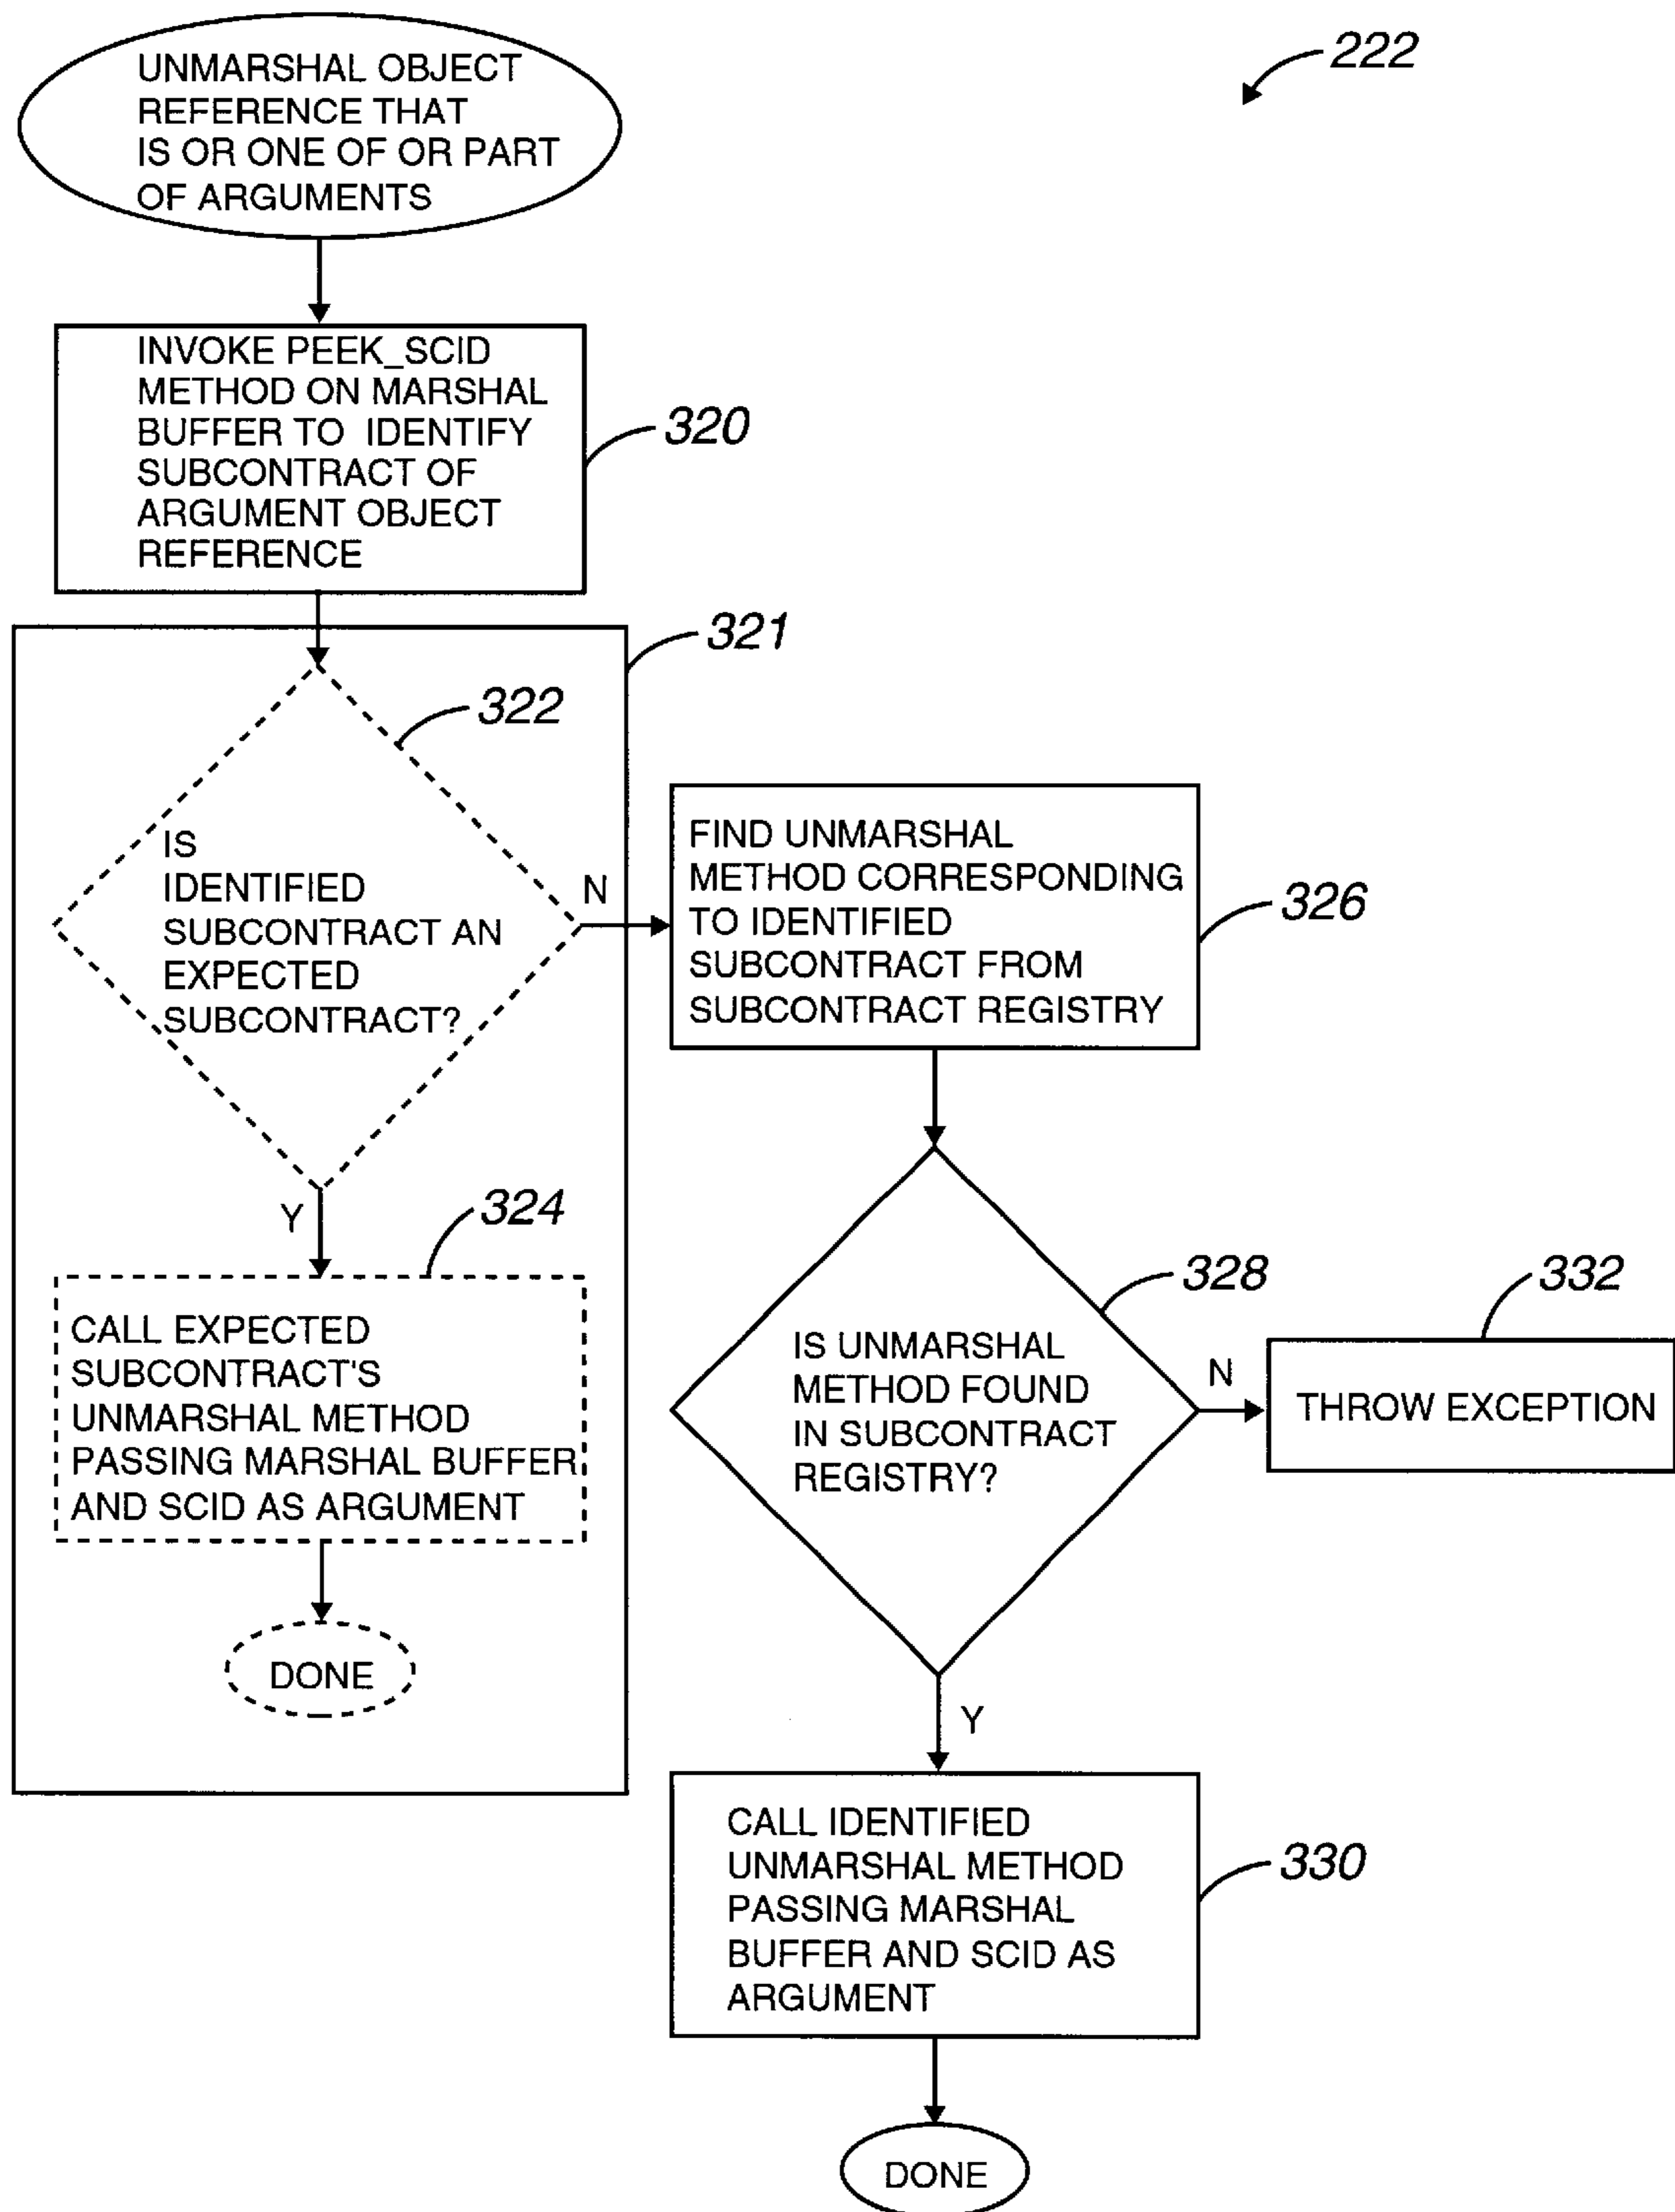 UNMARSHAL OBJECT
REFERENCE THAT
IS OR ONE OF OR PART
OF ARGUMENTS
222
INVOKE PEEK_SCID
METHOD ON MARSHAL
BUFFER TO IDENTIFY
SUBCONTRACT OF
ARGUMENT OBJECT
REFERENCE
320
321
322
IS
IDENTIFIED
SUBCONTRACT AN
EXPECTED
SUBCONTRACT?
N
Y
324
CALL EXPECTED
SUBCONTRACT'S
UNMARSHAL METHOD
PASSING MARSHAL BUFFER
AND SCID AS ARGUMENT
DONE
FIND UNMARSHAL
METHOD CORRESPONDING
TO IDENTIFIED
SUBCONTRACT FROM
SUBCONTRACT REGISTRY
326
328
IS UNMARSHAL
METHOD FOUND
IN SUBCONTRACT
REGISTRY?
N
332
THROW EXCEPTION
Y
CALL IDENTIFIED
UNMARSHAL METHOD
PASSING MARSHAL
BUFFER AND SCID AS
ARGUMENT
330
DONE